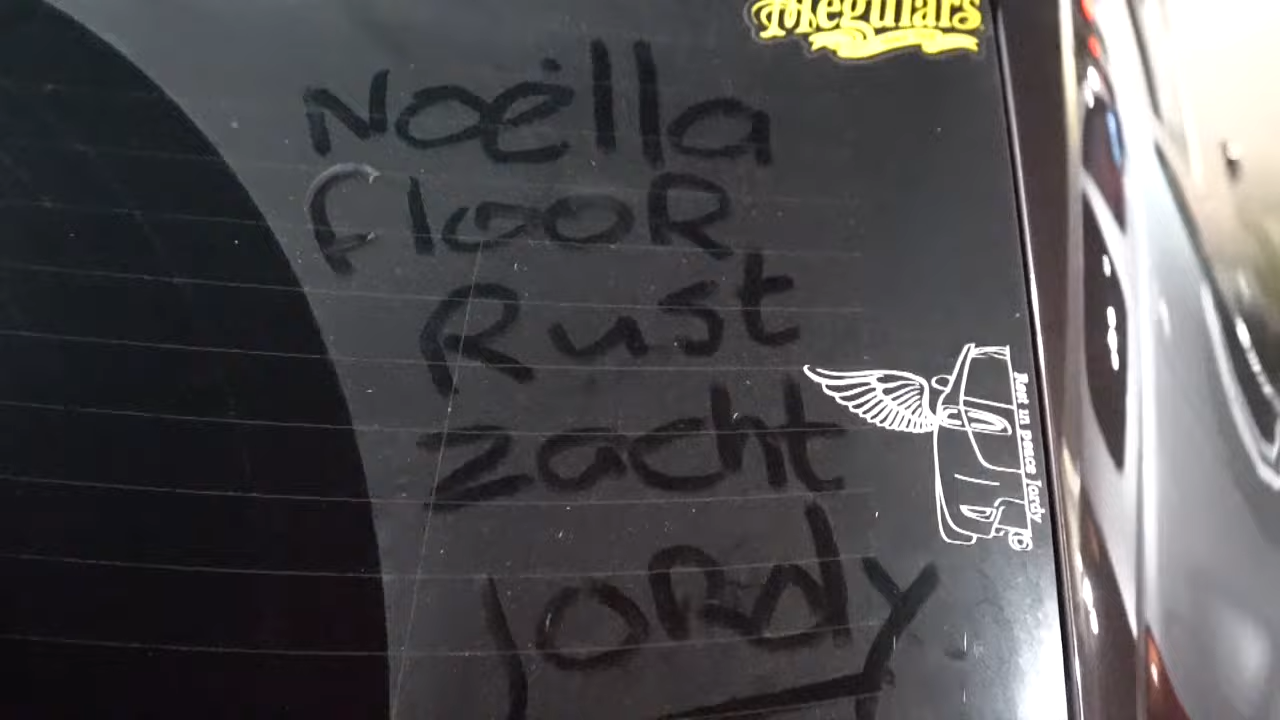 Meguiars
Noëlla
flooR
Rust
zacht
JORdy
Rest in peace Jordy